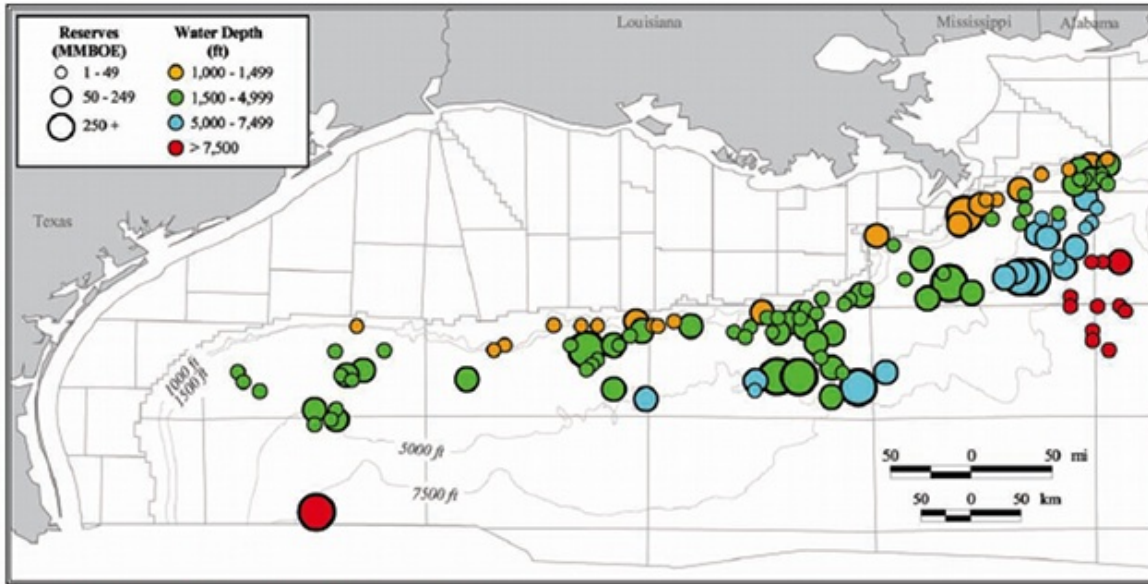 Louisiana
Mississippi
Alabama
Texas
Reserves
(MMBOE)
1 - 49
50 - 249
250 +
Water Depth
(ft)
1,000 - 1,499
1,500 - 4,999
5,000 - 7,499
> 7,500
1000 ft
1500 ft
5000 ft
7500 ft
50 0 50 mi
50 0 50 km